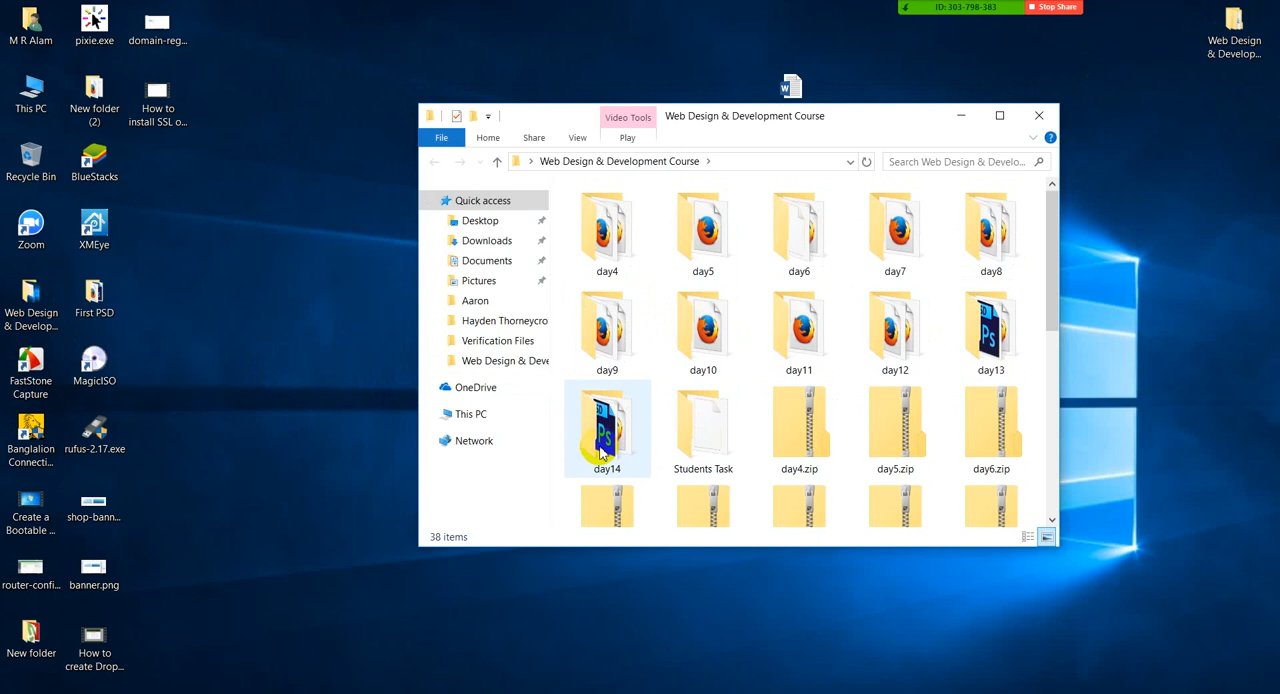 ID: 303-798-383
Stop Share
M R Alam
pixie.exe
domain-reg...
Web Design
& Develop...
This PC
New folder
(2)
How to
install SSL o...
Recycle Bin
BlueStacks
Zoom
XMEye
Web Design
& Develop...
First PSD
FastStone
Capture
MagicISO
Banglalion
Connecti...
rufus-2.17.exe
Create a
Bootable ...
shop-bann...
router-confi...
banner.png
New folder
How to
create Drop...
Video Tools
Web Design & Development Course
File
Home
Share
View
Play
Web Design & Development Course
Search Web Design & Develo...
Quick access
Desktop
Downloads
Documents
Pictures
Aaron
Hayden Thorneycro
Verification Files
Web Design & Deve
OneDrive
This PC
Network
day4
day5
day6
day7
day8
day9
day10
day11
day12
day13
Ps
day14
Ps
Students Task
day4.zip
day5.zip
day6.zip
38 items